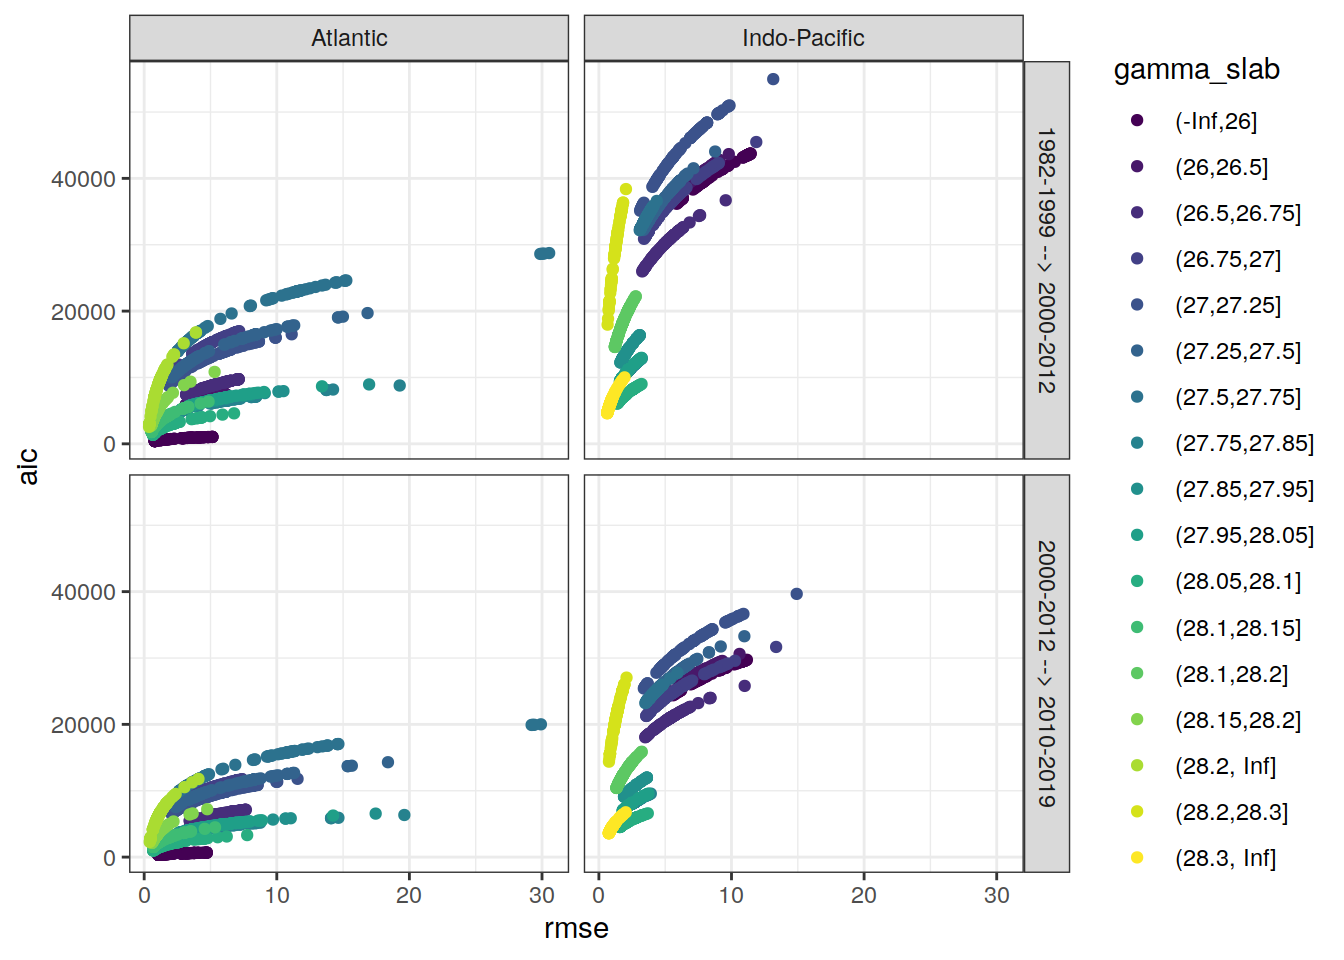 Atlantic
Indo-Pacific
1982-1999 --> 2000-2012
2000-2012 --> 2010-2019
aic
40000
20000
0
40000
20000
0
0
10
20
30
0
10
20
30
rmse
gamma_slab
(-Inf,26]
(26,26.5]
(26.5,26.75]
(26.75,27]
(27,27.25]
(27.25,27.5]
(27.5,27.75]
(27.75,27.85]
(27.85,27.95]
(27.95,28.05]
(28.05,28.1]
(28.1,28.15]
(28.1,28.2]
(28.15,28.2]
(28.2, Inf]
(28.2,28.3]
(28.3, Inf]